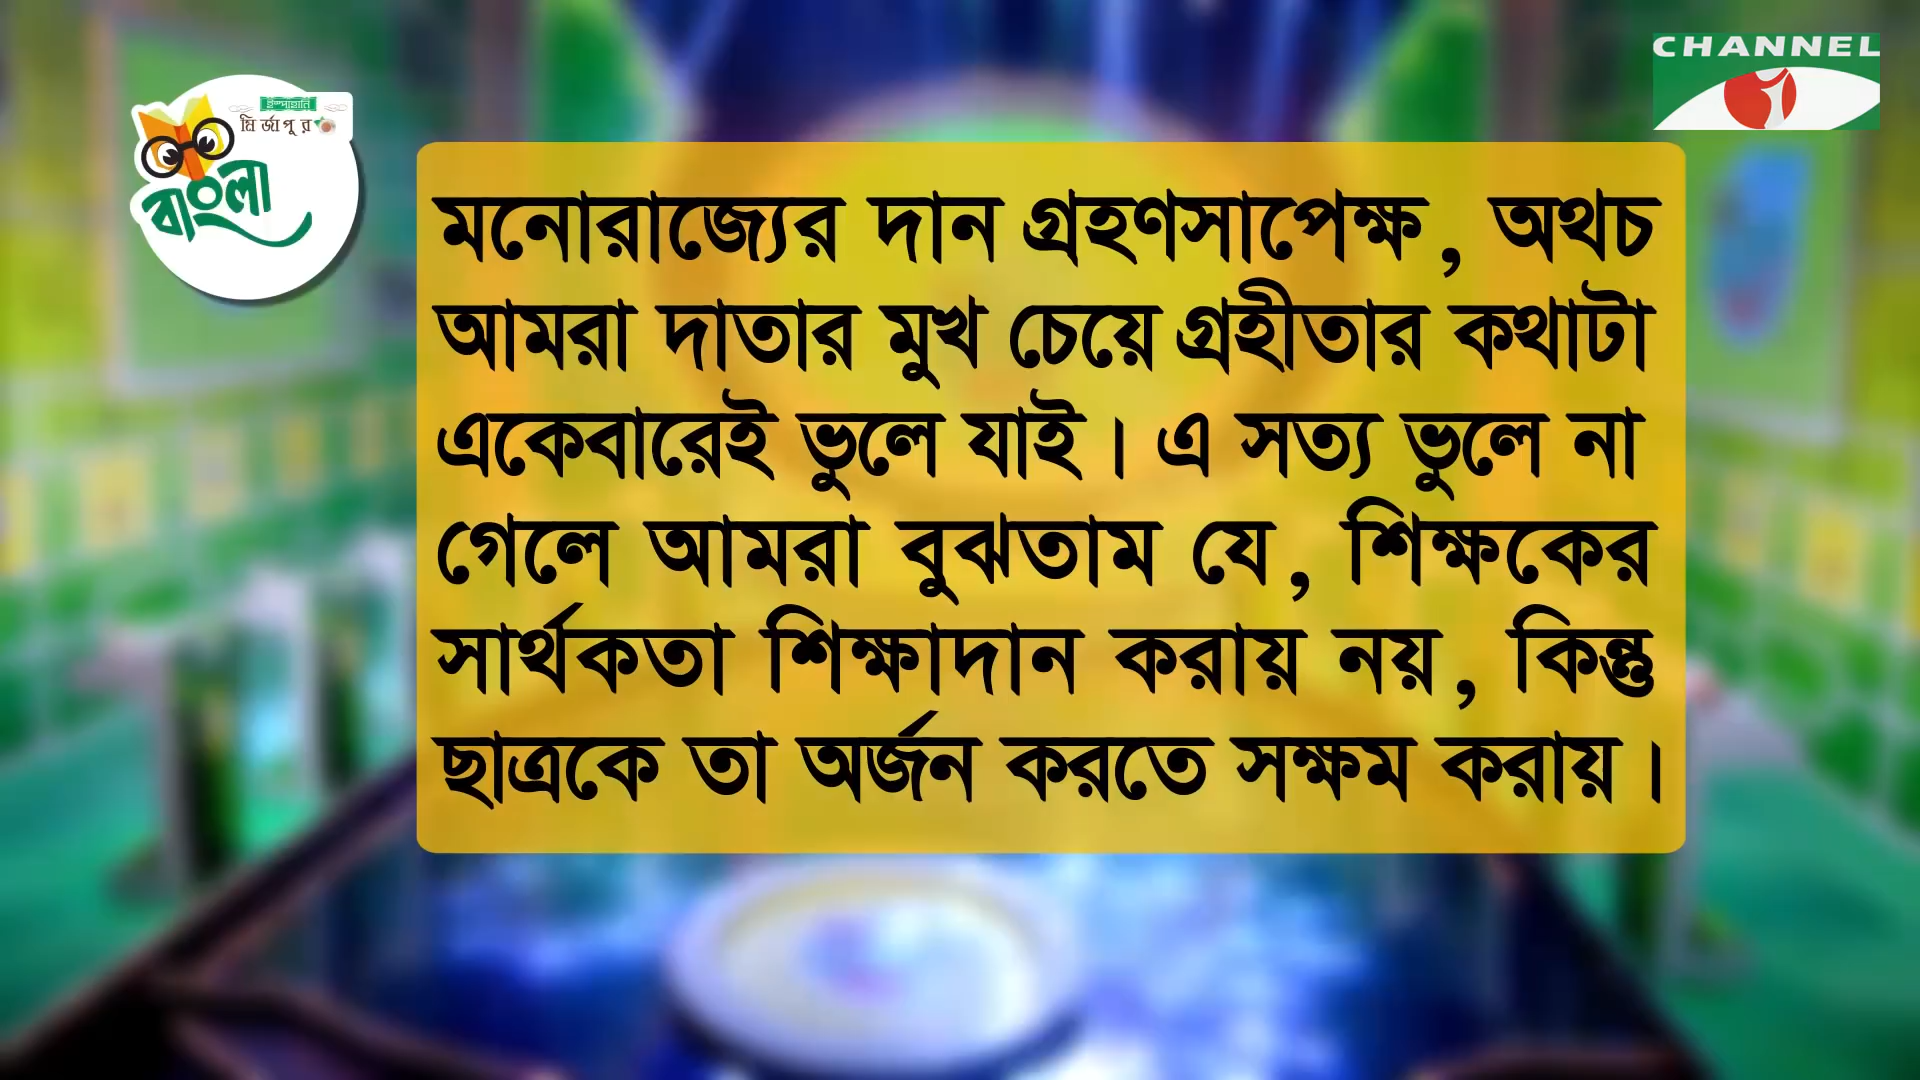 CHANNEL
ইস্পাহানি
মির্জাপুর
বাংলা
মনোরাজ্যের দান গ্রহণসাপেক্ষ, অথচ
আমরা দাতার মুখ চেয়ে গ্রহীতার কথাটা
একেবারেই ভুলে যাই। এ সত্য ভুলে না
গেলে আমরা বুঝতাম যে, শিক্ষকের
সার্থকতা শিক্ষাদান করায় নয়, কিন্তু
ছাত্রকে তা অর্জন করতে সক্ষম করায়।